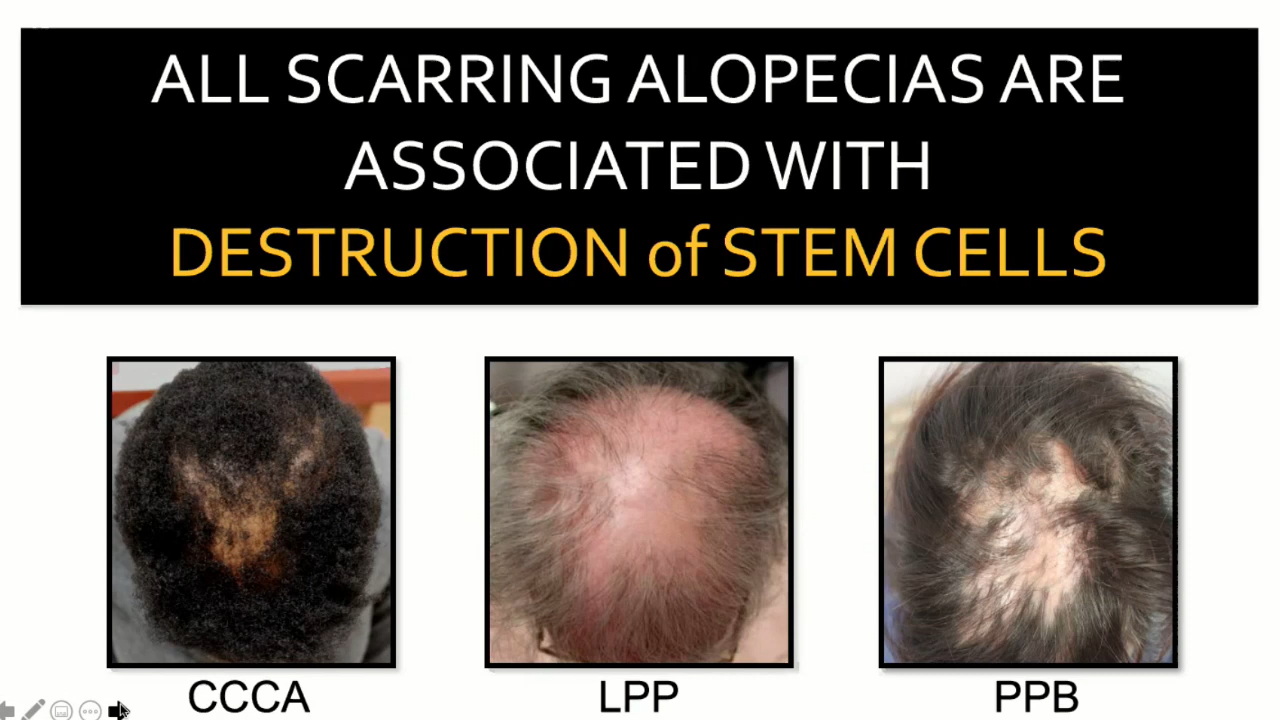 ALL SCARRING ALOPECIAS ARE
ASSOCIATED WITH
DESTRUCTION of STEM CELLS
CCCA
LPP
PPB